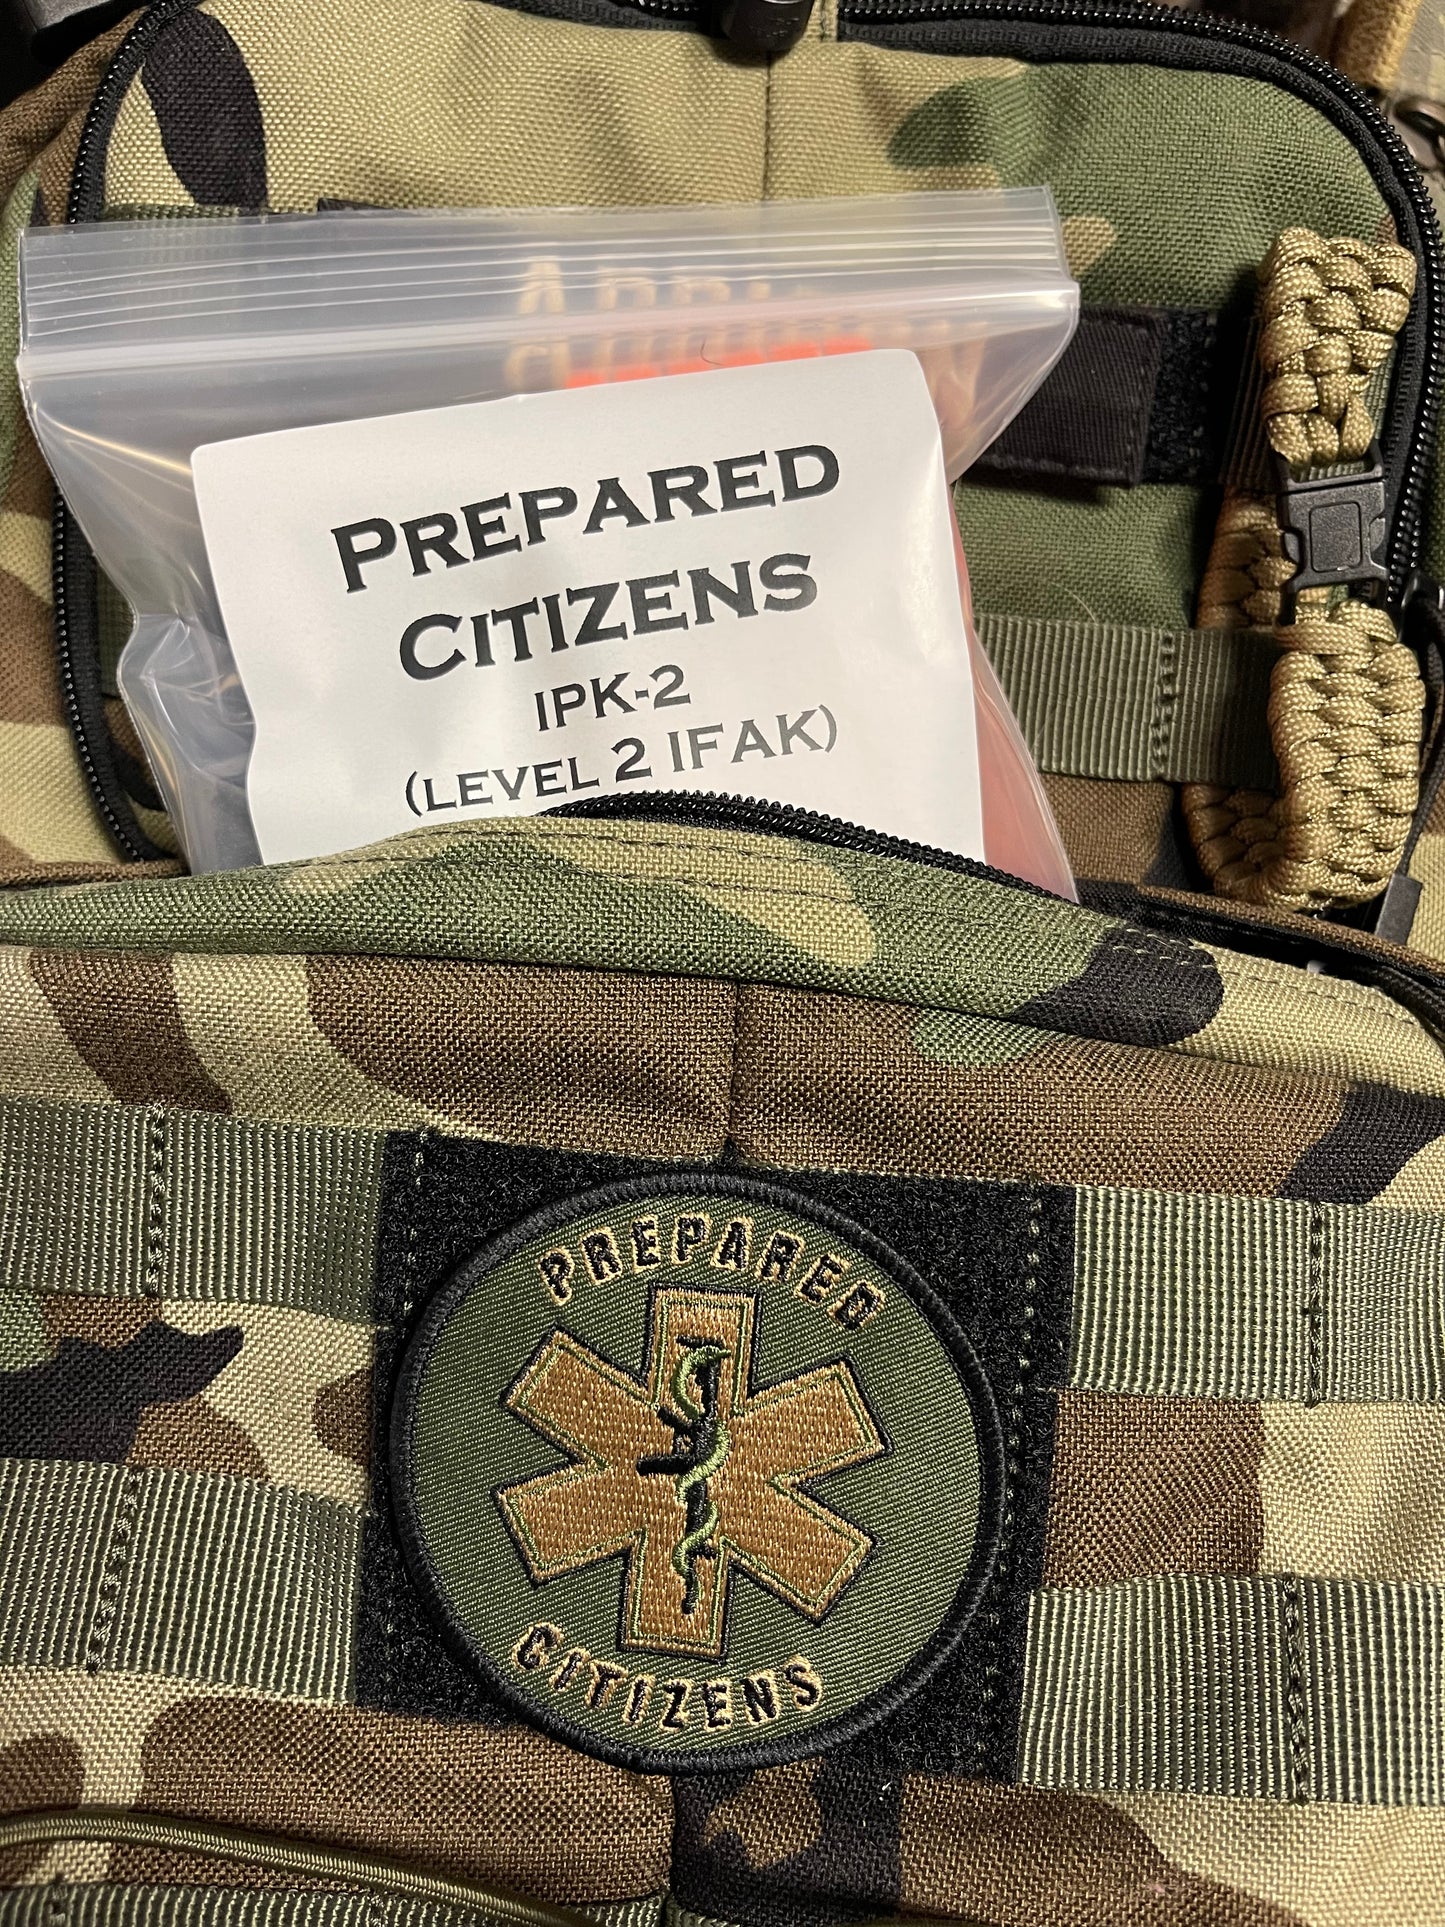 PREPARED
CITIZENS
IPK-2
(LEVEL 2 IFAK)
PREPARED
CITIZENS